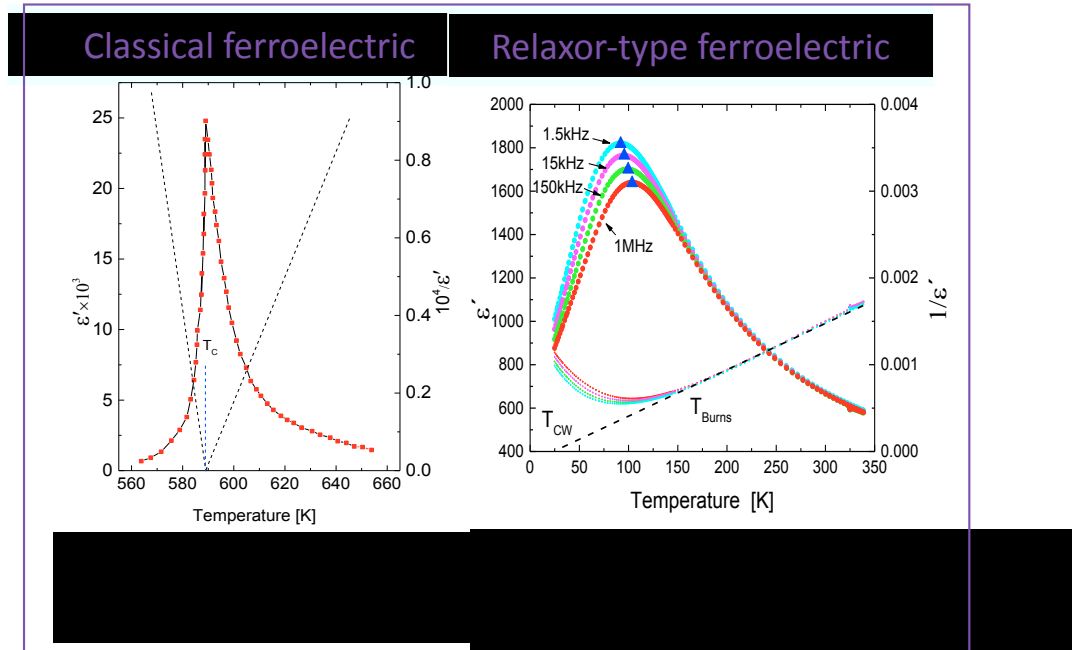 Classical ferroelectric
Relaxor-type ferroelectric
ε′×10³
25
20
15
10
5
0
T_C
10⁴/ε′
1.0
0.8
0.6
0.4
0.2
0.0
560 580 600 620 640 660
Temperature [K]
ε′
2000
1800
1600
1400
1200
1000
800
600
400
1.5kHz
15kHz
150kHz
1MHz
T_CW
T_Burns
1/ε′
0.004
0.003
0.002
0.001
0.000
0 50 100 150 200 250 300 350
Temperature [K]